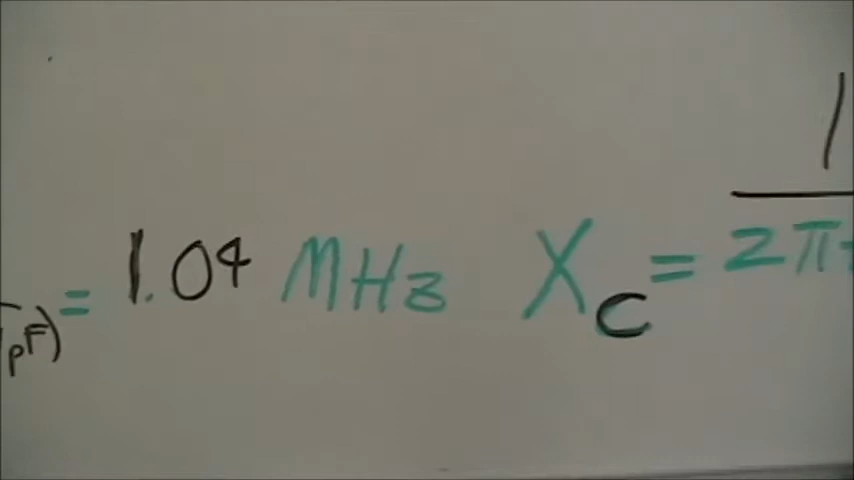 pF) = 1.04 MHz X_C = 1
2π